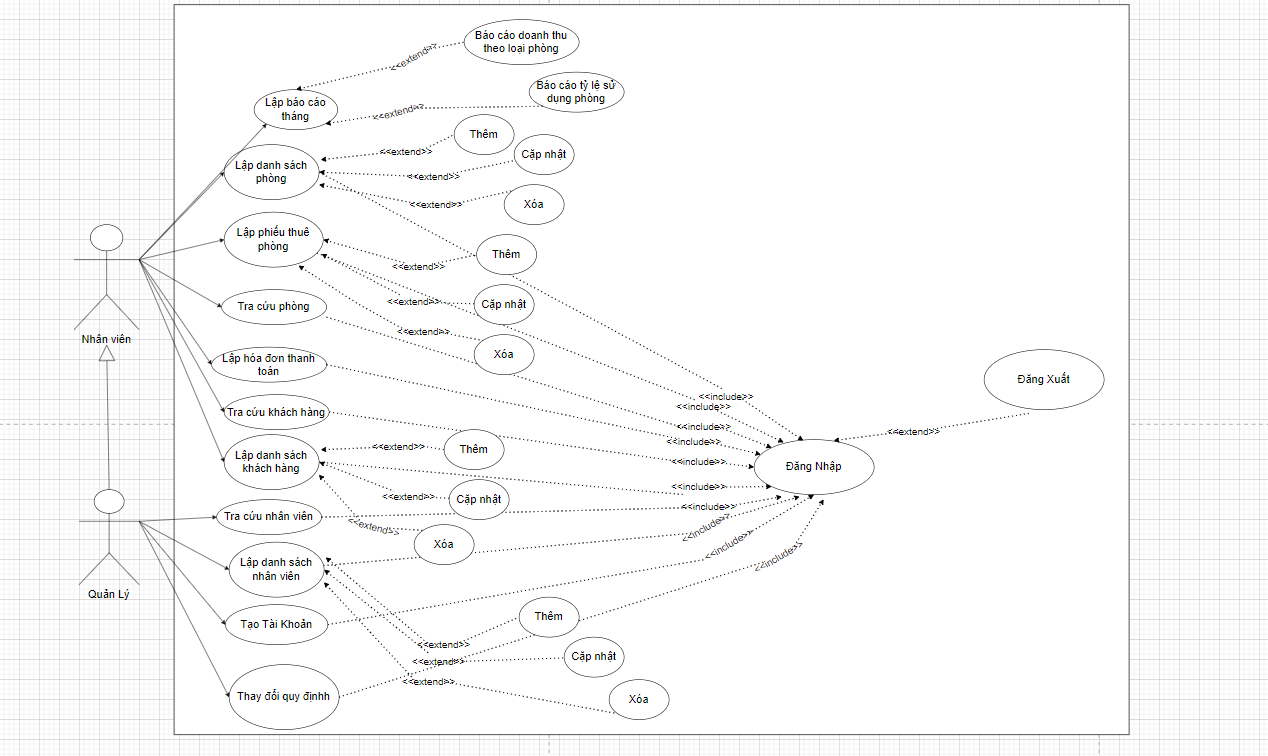 Báo cáo doanh thu
theo loại phòng
<<extend>>
Báo cáo tỷ lệ sử
dụng phòng
<<extend>>
Lập báo cáo
tháng
Thêm
<<extend>>
Cặp nhật
<<extend>>
Lập danh sách
phòng
Xóa
<<extend>>
Lập phiếu thuê
phòng
Thêm
<<extend>>
Cặp nhật
<<extend>>
Tra cứu phòng
Xóa
<<extend>>
Nhân viên
Lập hóa đơn thanh
toán
Đăng Xuất
<<include>>
<<include>>
Tra cứu khách hàng
<<include>>
<<extend>>
<<include>>
Lập danh sách
khách hàng
Thêm
<<extend>>
<<include>>
Đăng Nhập
<<include>>
Cặp nhật
<<extend>>
<<include>>
Tra cứu nhân viên
<<extend>>
<<include>>
Xóa
<<include>>
<<include>>
Lập danh sách
nhân viên
Quản Lý
Tạo Tài Khoản
Thêm
<<extend>>
Cặp nhật
<<extend>>
<<extend>>
Thay đổi quy địnhh
Xóa